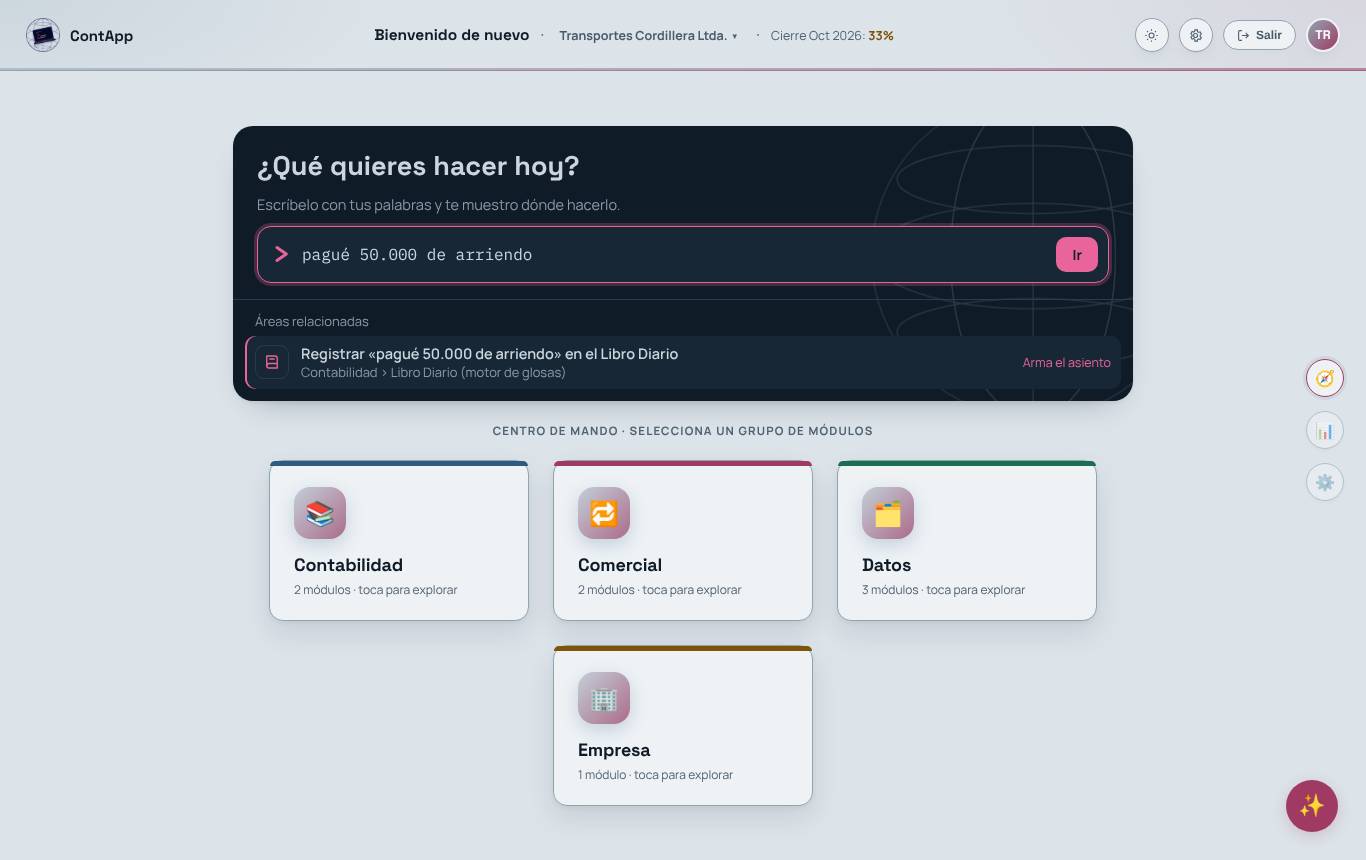 ContApp
Bienvenido de nuevo · Transportes Cordillera Ltda. ▾ · Cierre Oct 2026: 33%
Salir
TR
¿Qué quieres hacer hoy?
Escríbelo con tus palabras y te muestro dónde hacerlo.
pagué 50.000 de arriendo
Ir
Áreas relacionadas
Registrar «pagué 50.000 de arriendo» en el Libro Diario
Contabilidad › Libro Diario (motor de glosas)
Arma el asiento
CENTRO DE MANDO · SELECCIONA UN GRUPO DE MÓDULOS
Contabilidad
2 módulos · toca para explorar
Comercial
2 módulos · toca para explorar
Datos
3 módulos · toca para explorar
Empresa
1 módulo · toca para explorar